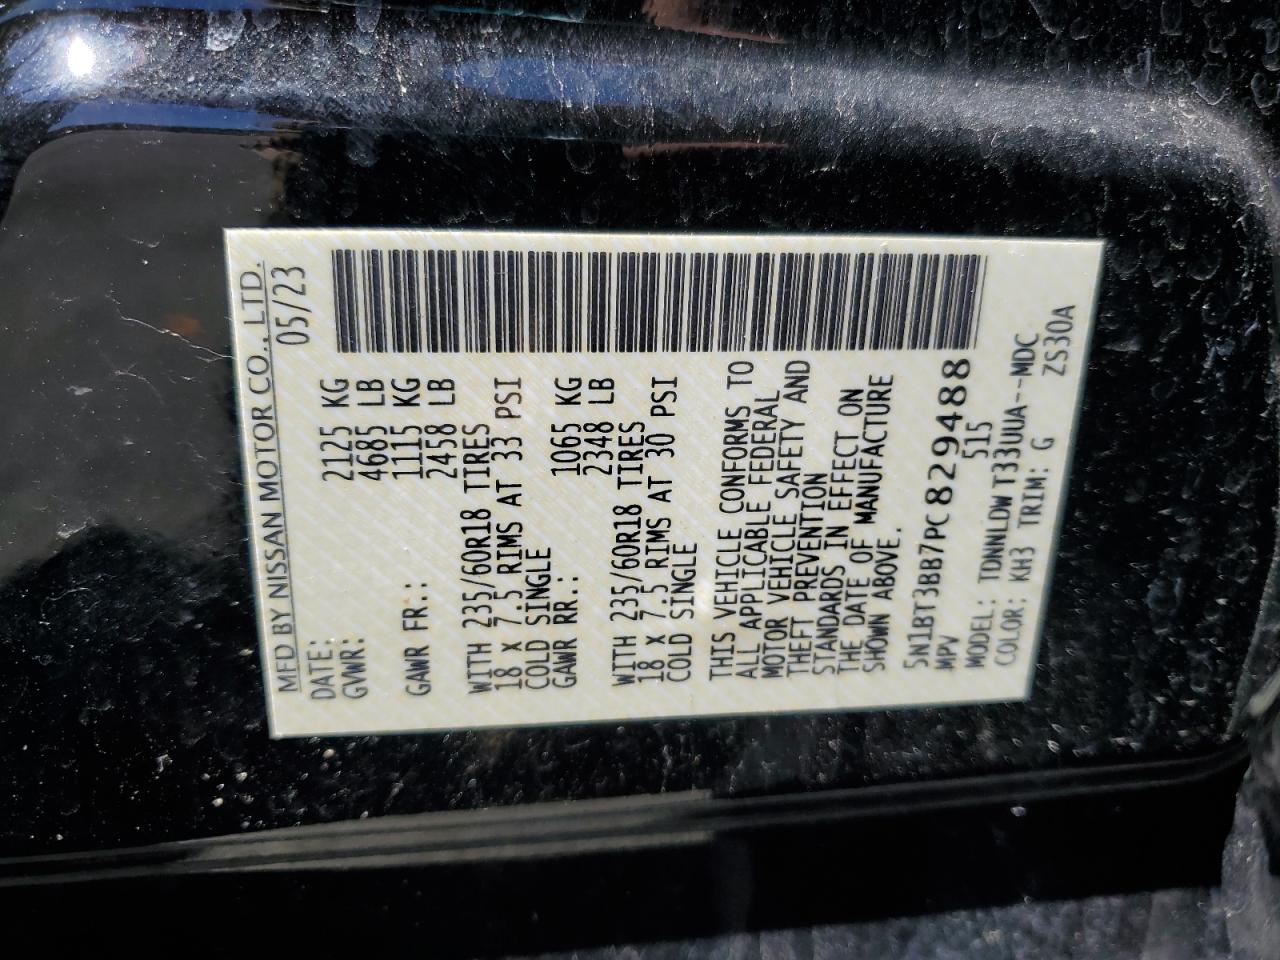 MFD BY NISSAN MOTOR CO., LTD.
DATE: 05/23
GVWR: 2125 KG
4685 LB
GAWR FR.: 1115 KG
2458 LB
WITH 235/60R18 TIRES
18 X 7.5 RIMS AT 33 PSI
COLD SINGLE
GAWR RR.: 1065 KG
2348 LB
WITH 235/60R18 TIRES
18 X 7.5 RIMS AT 30 PSI
COLD SINGLE
THIS VEHICLE CONFORMS TO
ALL APPLICABLE FEDERAL
MOTOR VEHICLE SAFETY AND
THEFT PREVENTION
STANDARDS IN EFFECT ON
THE DATE OF MANUFACTURE
SHOWN ABOVE.
5N1BT3BB7PC829488
MPV 515
MODEL: TDNNLDWT33UUA--MDC
COLOR: KH3 TRIM: G ZS30A